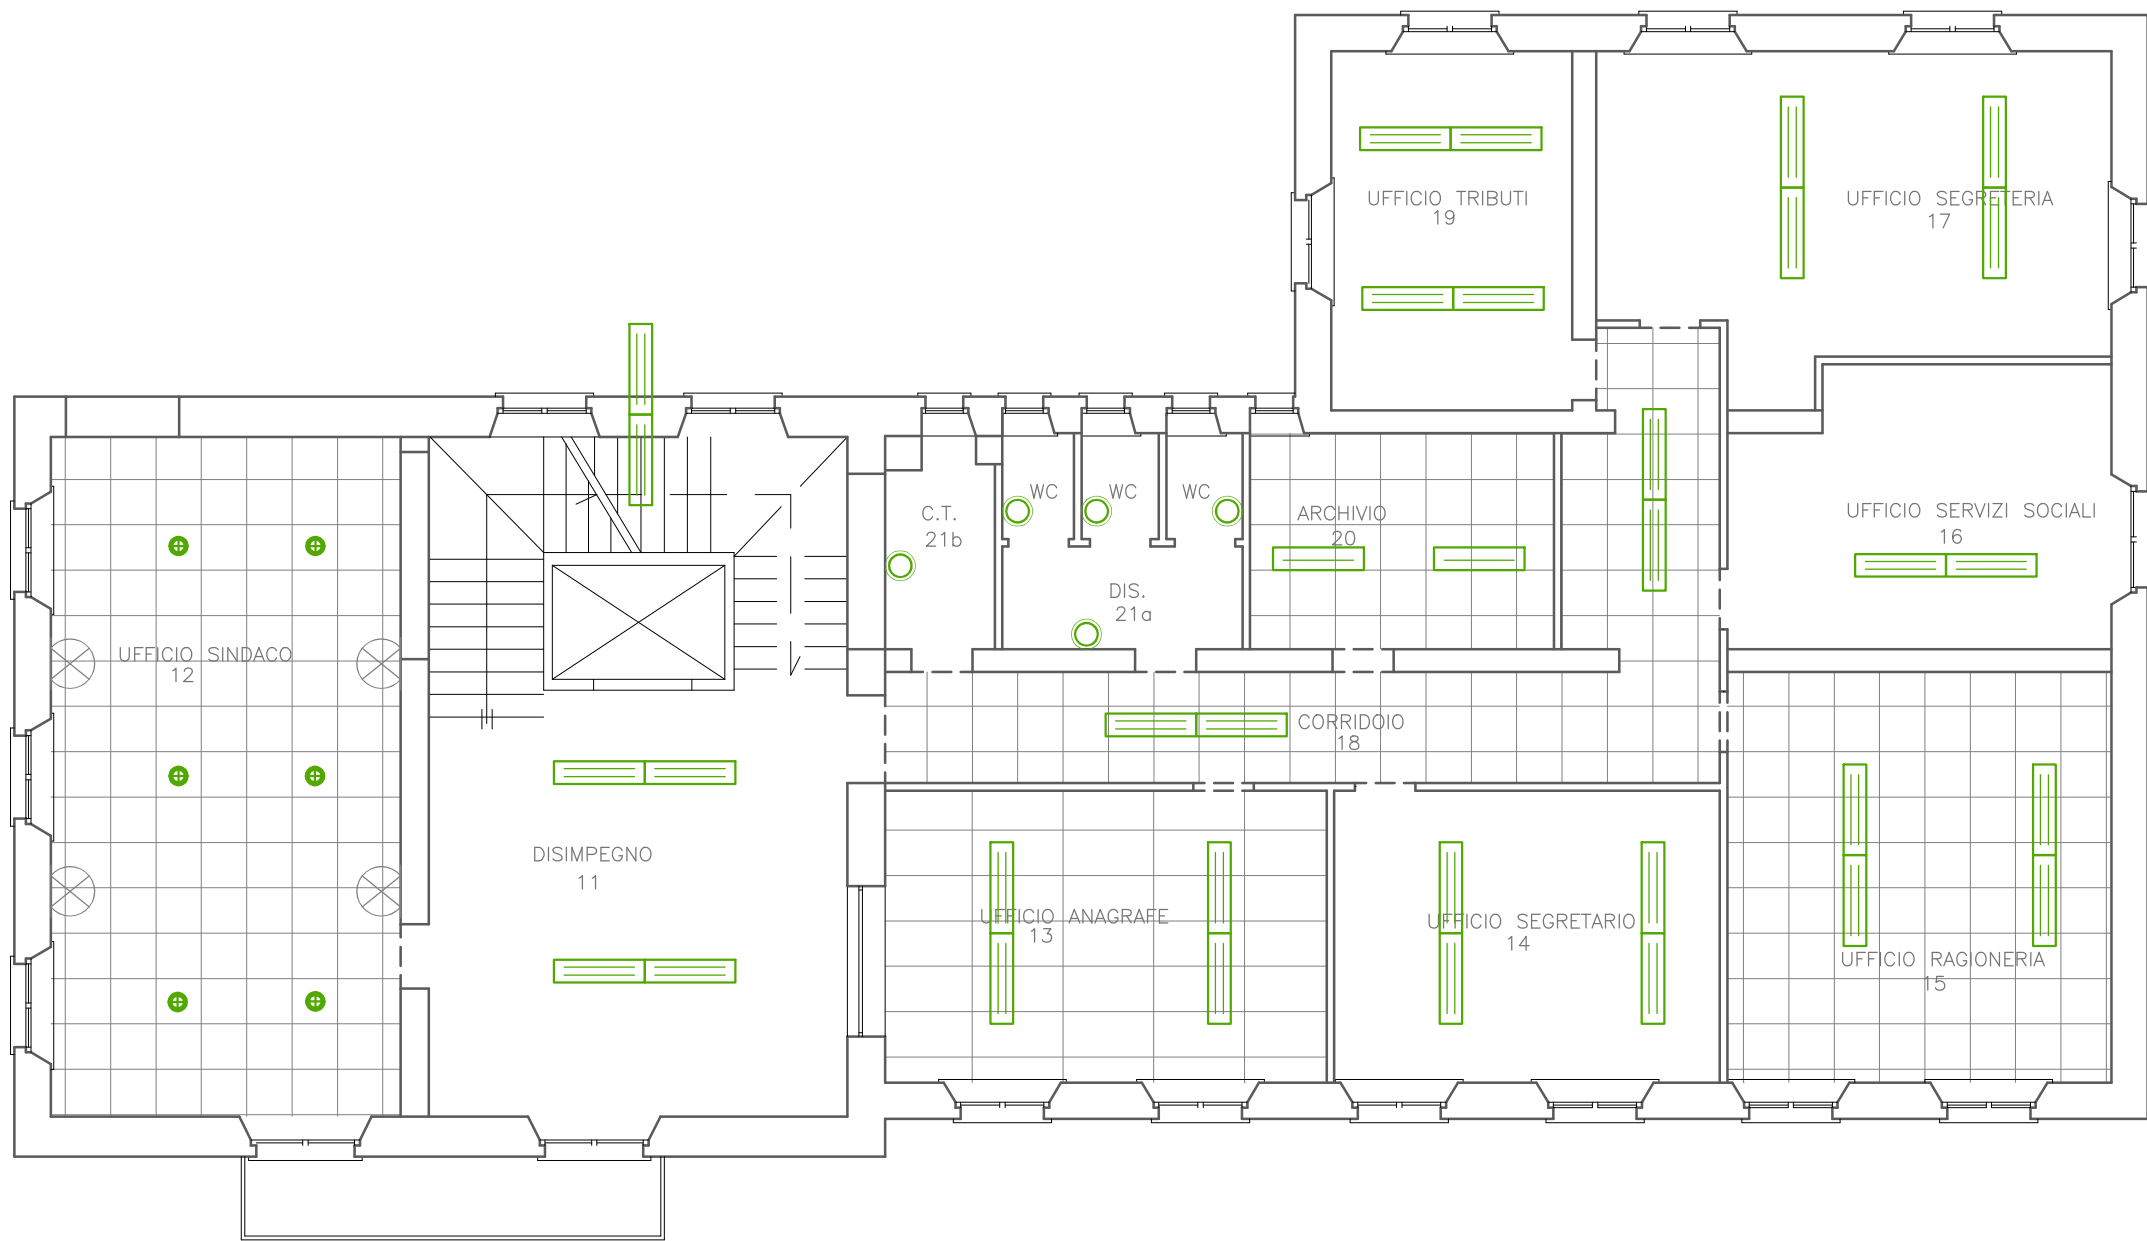 UFFICIO TRIBUTI
19
UFFICIO SEGRETERIA
17
WC
WC
WC
C.T.
21b
ARCHIVIO
20
UFFICIO SERVIZI SOCIALI
16
DIS.
21a
UFFICIO SINDACO
12
CORRIDOIO
18
DISIMPEGNO
11
UFFICIO ANAGRAFE
13
UFFICIO SEGRETARIO
14
UFFICIO RAGIONERIA
15